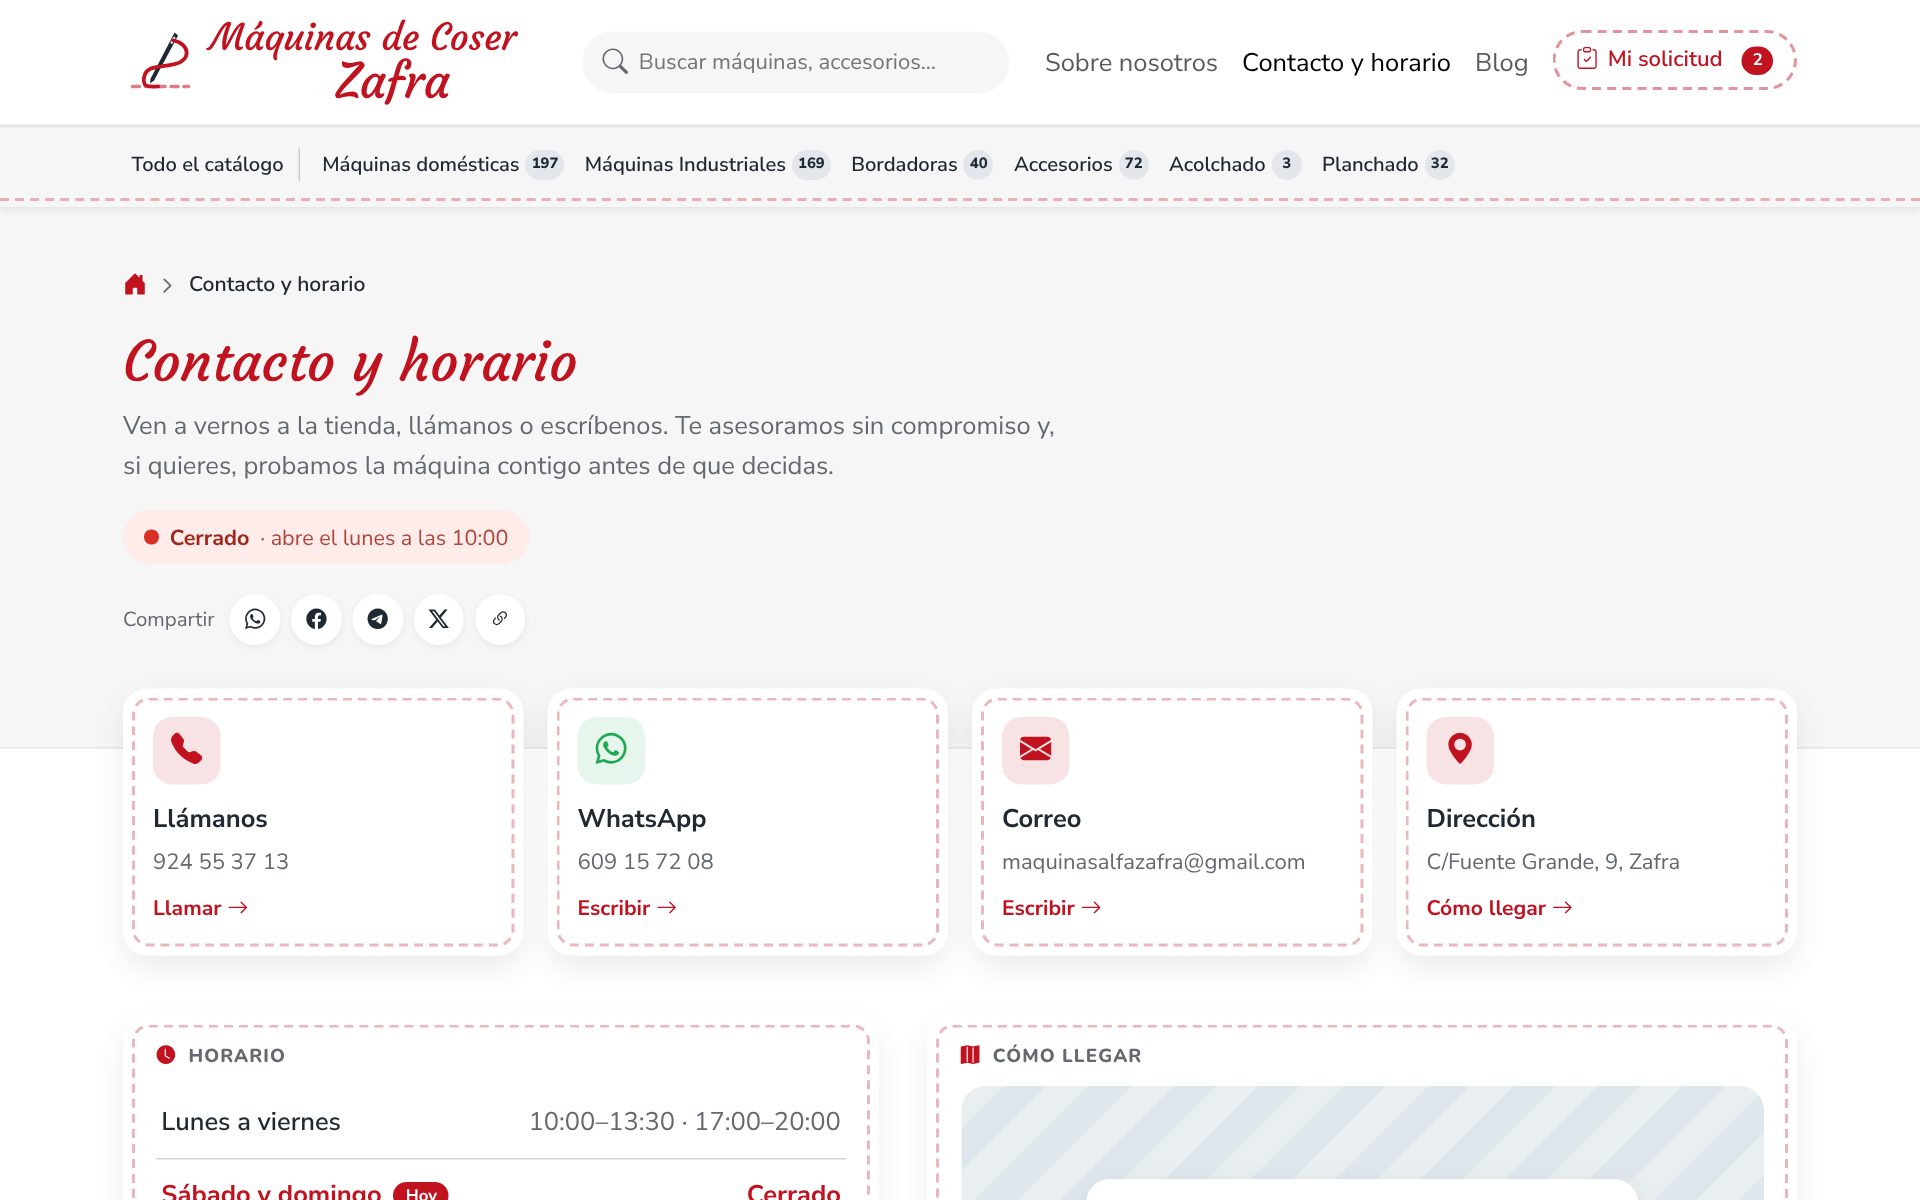 Máquinas de Coser
Zafra
Buscar máquinas, accesorios...
Sobre nosotros
Contacto y horario
Blog
Mi solicitud 2
Todo el catálogo
Máquinas domésticas 197
Máquinas Industriales 169
Bordadoras 40
Accesorios 72
Acolchado 3
Planchado 32
Contacto y horario
Contacto y horario
Ven a vernos a la tienda, llámanos o escríbenos. Te asesoramos sin compromiso y,
si quieres, probamos la máquina contigo antes de que decidas.
Cerrado · abre el lunes a las 10:00
Compartir
Llámanos
924 55 37 13
Llamar
WhatsApp
609 15 72 08
Escribir
Correo
maquinasalfazafra@gmail.com
Escribir
Dirección
C/Fuente Grande, 9, Zafra
Cómo llegar
HORARIO
Lunes a viernes 10:00–13:30 · 17:00–20:00
Sábado y domingo Hoy Cerrado
CÓMO LLEGAR